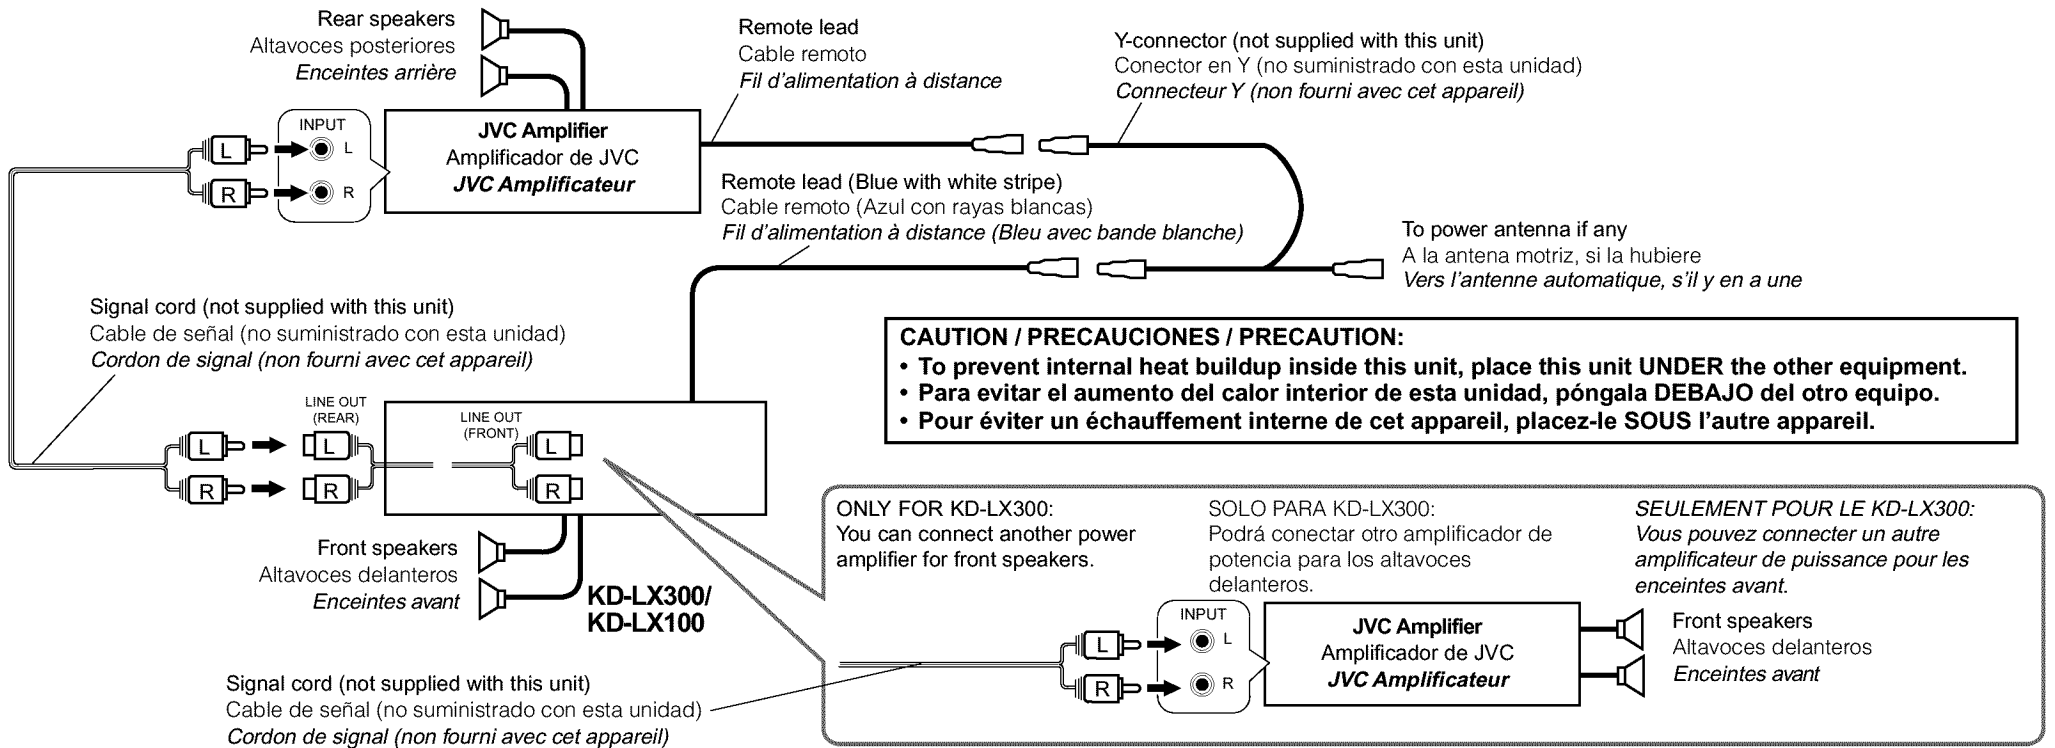 Rear speakers
Altavoces posteriores
Enceintes arrière
Remote lead
Cable remoto
Fil d'alimentation à distance
Y-connector (not supplied with this unit)
Conector en Y (no suministrado con esta unidad)
Connecteur Y (non fourni avec cet appareil)
INPUT
L
L
R
R
JVC Amplifier
Amplificador de JVC
JVC Amplificateur
Remote lead (Blue with white stripe)
Cable remoto (Azul con rayas blancas)
Fil d'alimentation à distance (Bleu avec bande blanche)
To power antenna if any
A la antena motriz, si la hubiere
Vers l'antenne automatique, s'il y en a une
Signal cord (not supplied with this unit)
Cable de señal (no suministrado con esta unidad)
Cordon de signal (non fourni avec cet appareil)
CAUTION / PRECAUCIONES / PRECAUTION:
• To prevent internal heat buildup inside this unit, place this unit UNDER the other equipment.
• Para evitar el aumento del calor interior de esta unidad, póngala DEBAJO del otro equipo.
• Pour éviter un échauffement interne de cet appareil, placez-le SOUS l'autre appareil.
LINE OUT
(REAR)
LINE OUT
(FRONT)
L
L
L
R
R
R
Front speakers
Altavoces delanteros
Enceintes avant
KD-LX300/
KD-LX100
ONLY FOR KD-LX300:
You can connect another power
amplifier for front speakers.
SOLO PARA KD-LX300:
Podrá conectar otro amplificador de
potencia para los altavoces
delanteros.
SEULEMENT POUR LE KD-LX300:
Vous pouvez connecter un autre
amplificateur de puissance pour les
enceintes avant.
INPUT
L
L
R
R
JVC Amplifier
Amplificador de JVC
JVC Amplificateur
Front speakers
Altavoces delanteros
Enceintes avant
Signal cord (not supplied with this unit)
Cable de señal (no suministrado con esta unidad)
Cordon de signal (non fourni avec cet appareil)